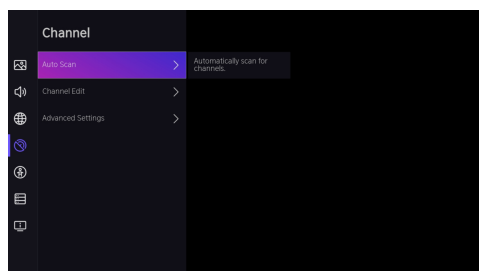 Channel
Auto Scan
Automatically scan for
channels.
Channel Edit
Advanced Settings